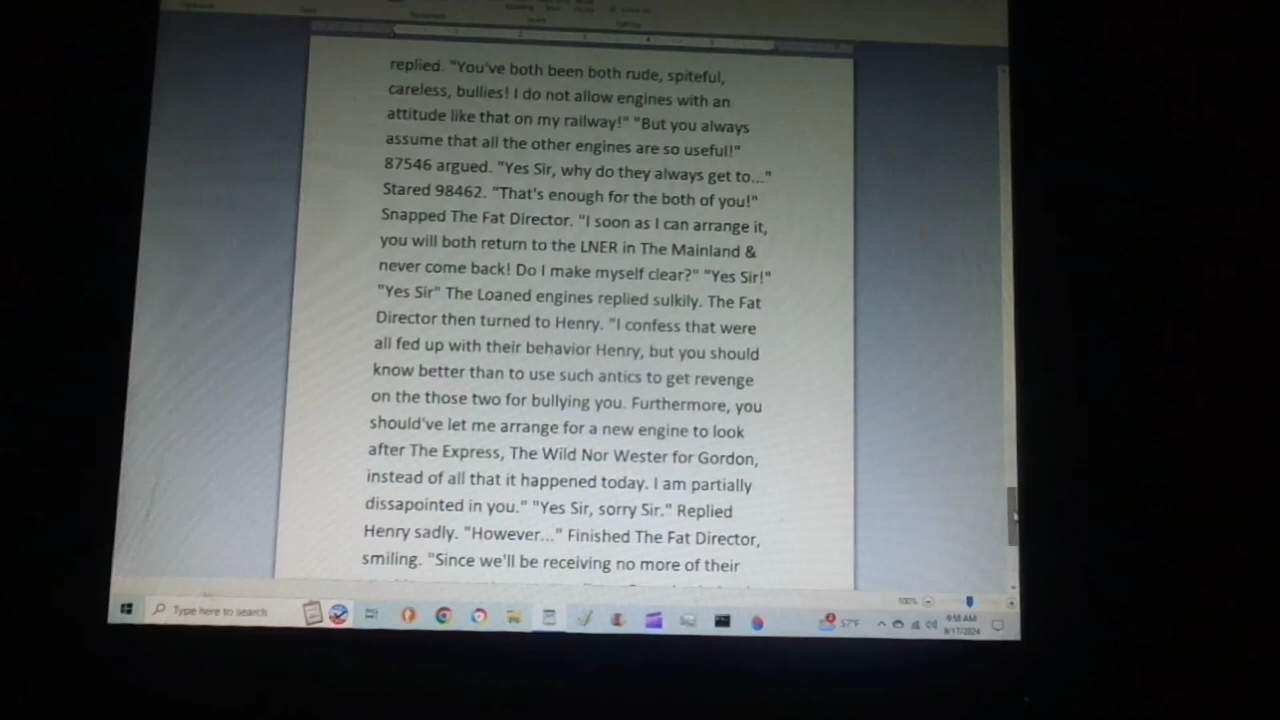 replied. "You've both been both rude, spiteful,
careless, bullies! I do not allow engines with an
attitude like that on my railway!" "But you always
assume that all the other engines are so useful!"
87546 argued. "Yes Sir, why do they always get to..."
Stared 98462. "That's enough for the both of you!"
Snapped The Fat Director. "I soon as I can arrange it,
you will both return to the LNER in The Mainland &
never come back! Do I make myself clear?" "Yes Sir!"
"Yes Sir" The Loaned engines replied sulkily. The Fat
Director then turned to Henry. "I confess that were
all fed up with their behavior Henry, but you should
know better than to use such antics to get revenge
on the those two for bullying you. Furthermore, you
should've let me arrange for a new engine to look
after The Express, The Wild Nor Wester for Gordon,
instead of all that it happened today. I am partially
dissapointed in you." "Yes Sir, sorry Sir." Replied
Henry sadly. "However..." Finished The Fat Director,
smiling. "Since we'll be receiving no more of their
100%
Type here to search
57°F
6:58 AM
8/17/2024